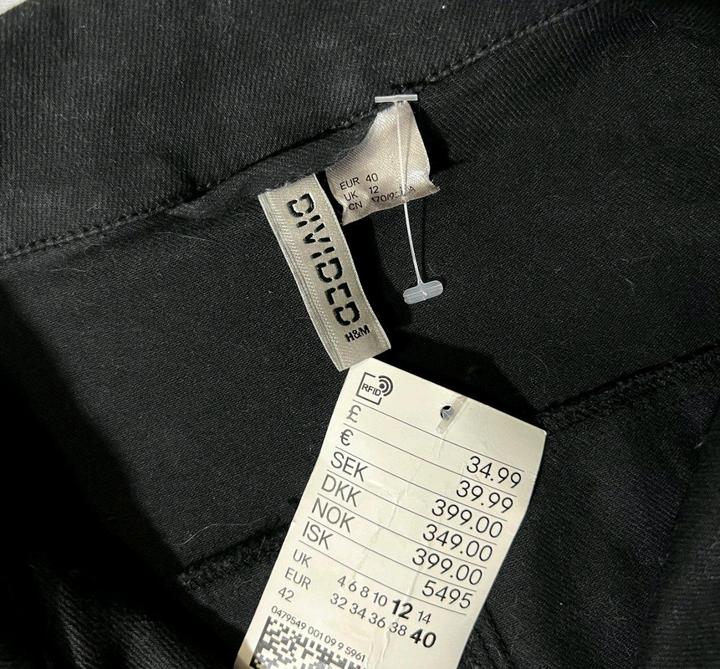 EUR 40
UK 12
CN
DIVIDED
H&M
RFID
£ 34.99
€ 39.99
SEK 399.00
DKK 349.00
NOK 399.00
ISK 5495
UK 4 6 8 10 12 14
EUR 32 34 36 38 40
42
0479549 001 09 9 5961